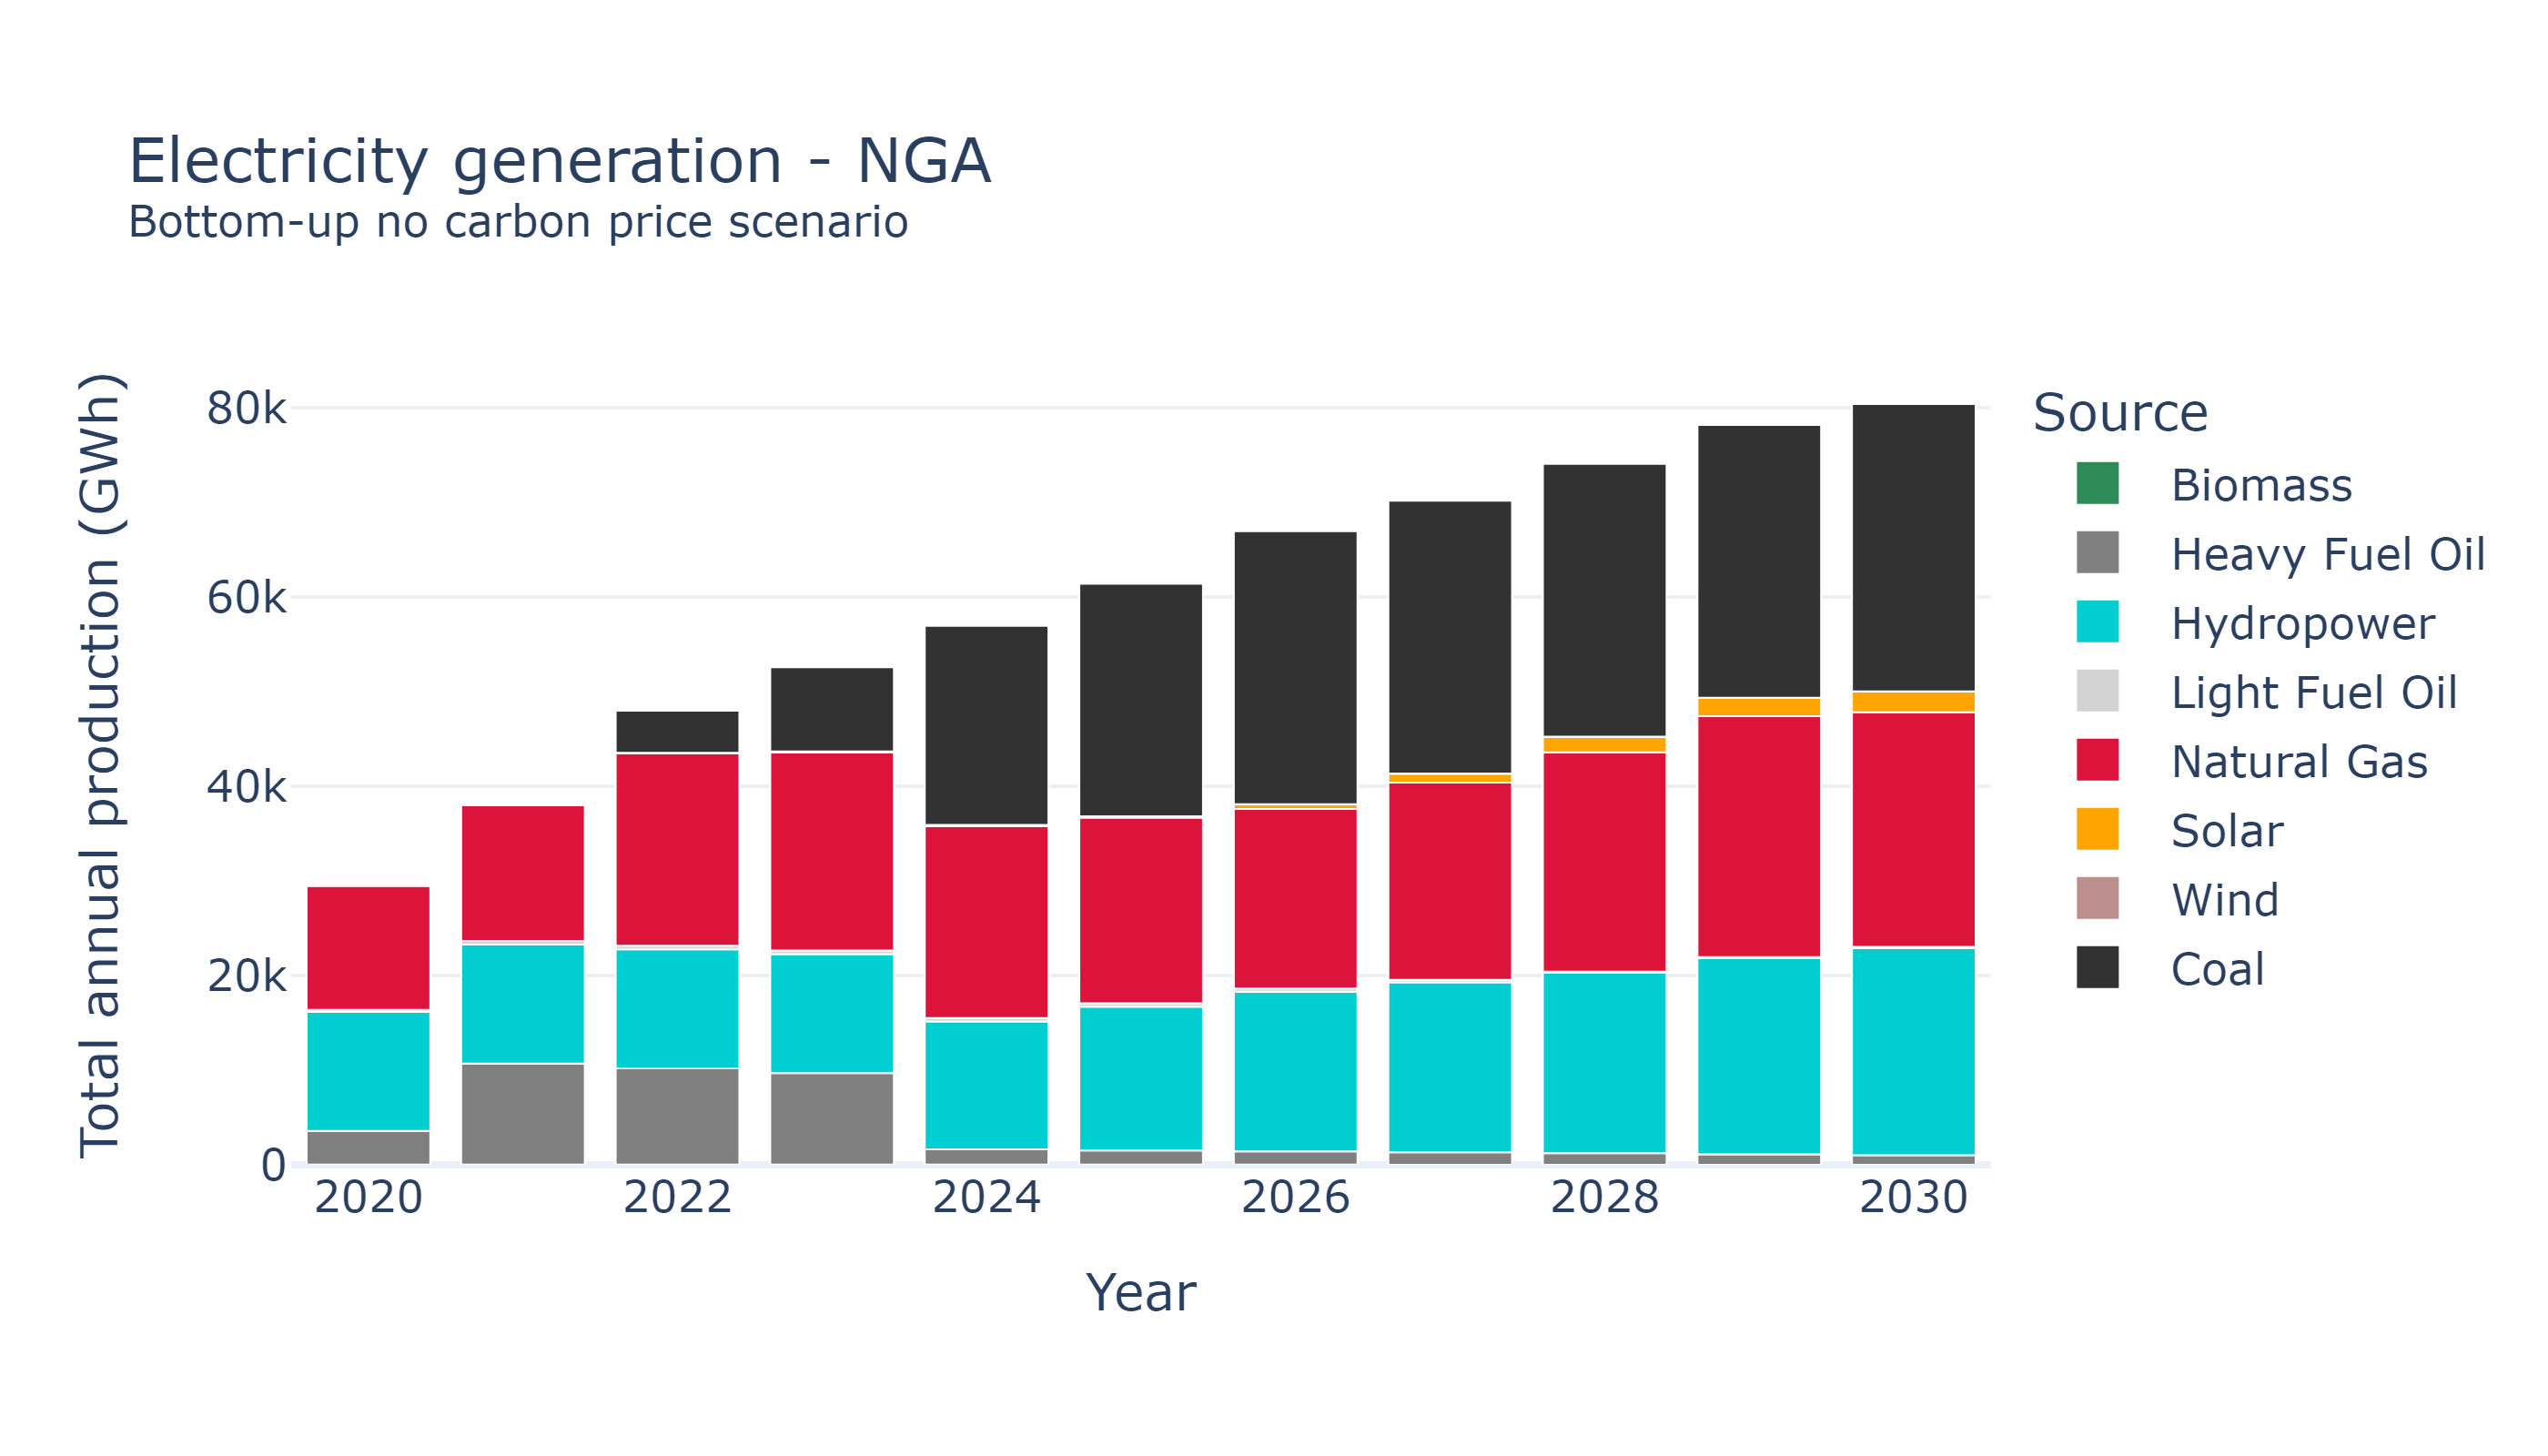 Electricity generation - NGA
Bottom-up no carbon price scenario
Total annual production (GWh)
80k
60k
40k
20k
0
2020 2022 2024 2026 2028 2030
Year
Source
Biomass
Heavy Fuel Oil
Hydropower
Light Fuel Oil
Natural Gas
Solar
Wind
Coal